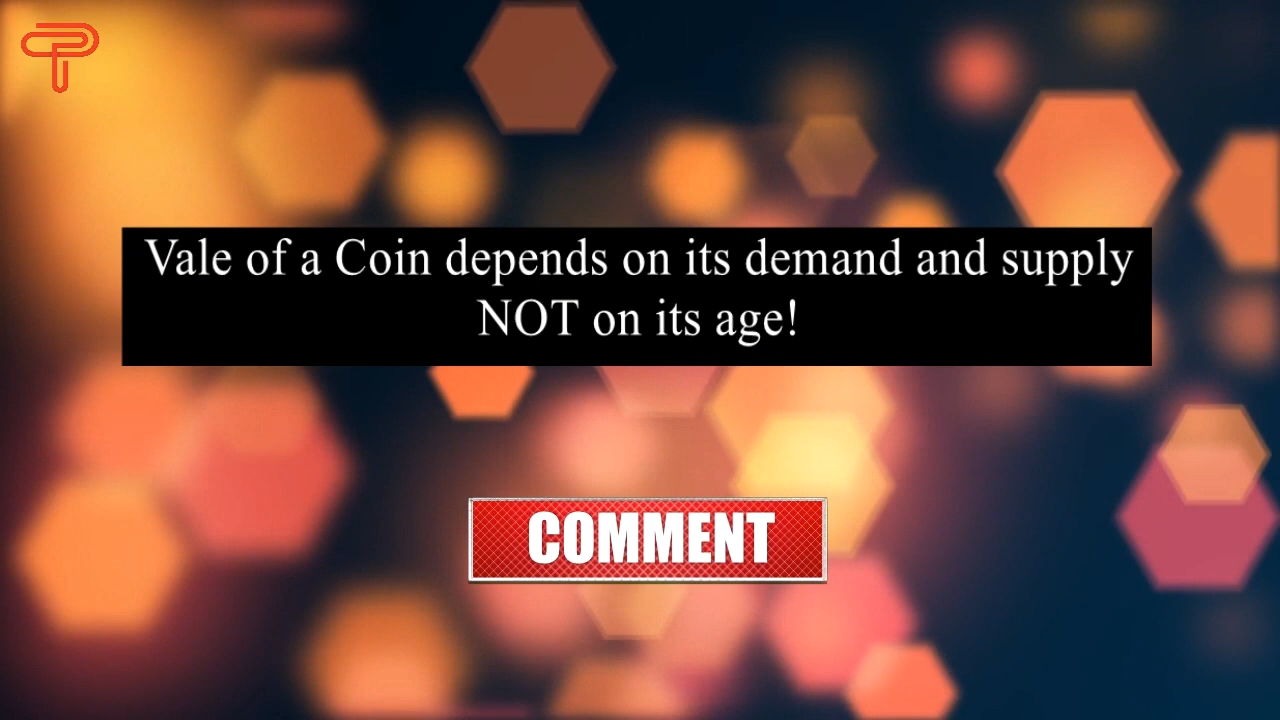 Vale of a Coin depends on its demand and supply
NOT on its age!
COMMENT